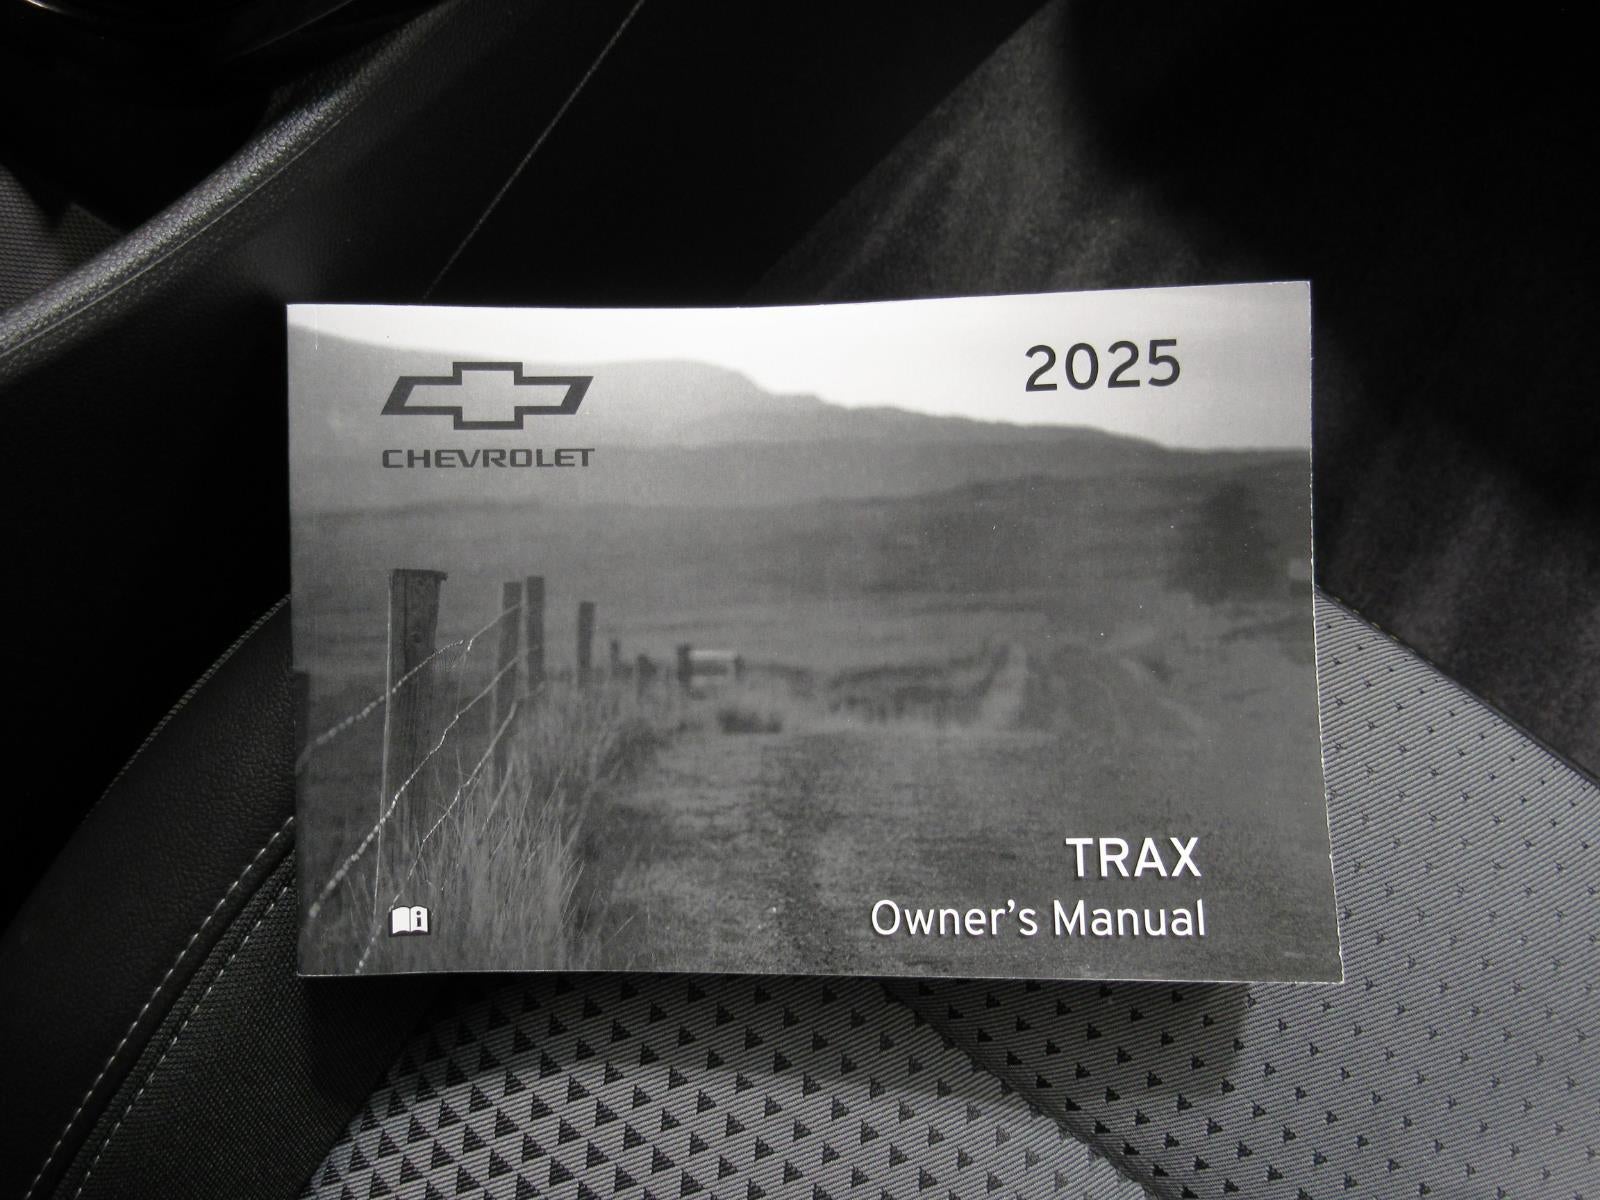 2025
CHEVROLET
TRAX
Owner's Manual